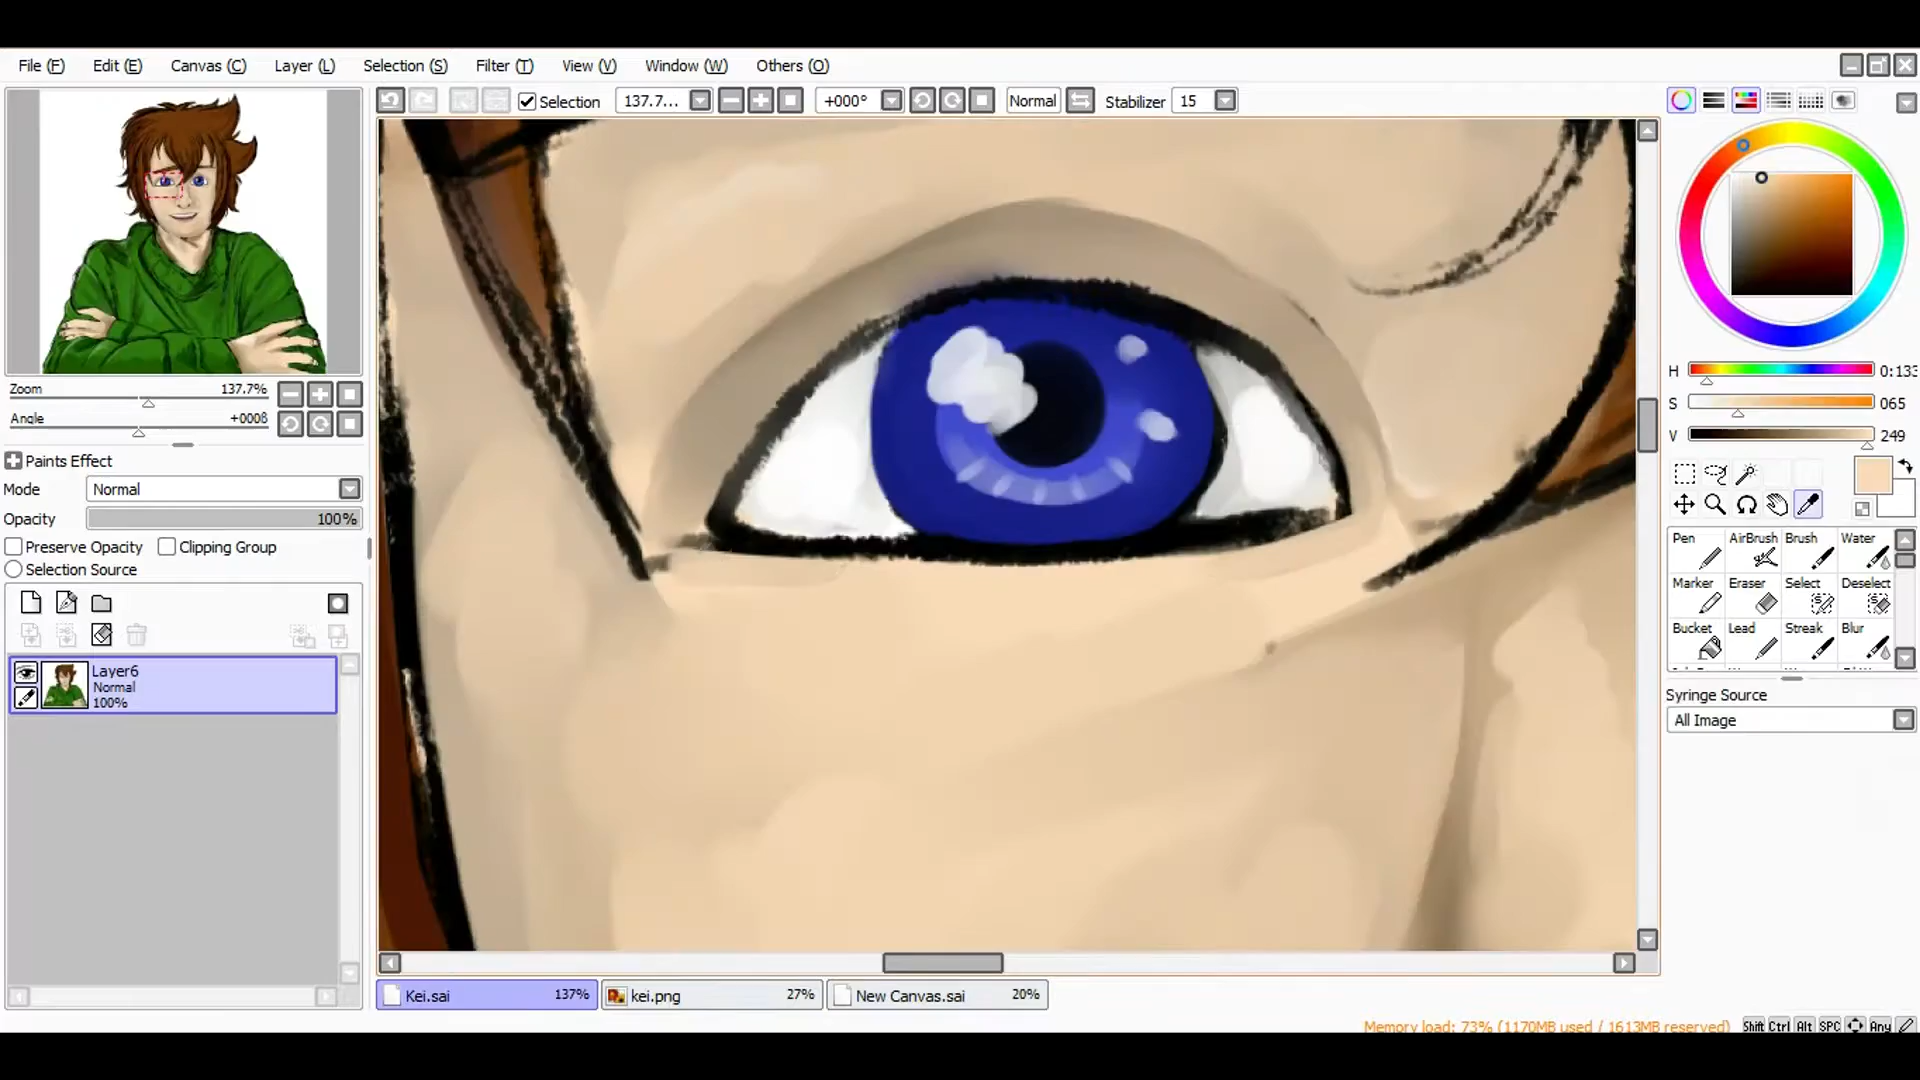 File (F) Edit (E) Canvas (C) Layer (L) Selection (S) Filter (T) View (V) Window (W) Others (O)
Selection 137.7... +000° Normal Stabilizer 15
Zoom 137.7%
Angle +000ß
Paints Effect
Mode Normal
Opacity 100%
Preserve Opacity Clipping Group
Selection Source
Layer6
Normal
100%
H 0:133
S 065
V 249
Pen AirBrush Brush Water
Marker Eraser Select Deselect
Bucket Lead Streak Blur
Syringe Source
All Image
Kei.sai 137% kei.png 27% New Canvas.sai 20%
Memory load: 73% (1170MB used / 1613MB reserved) Shift Ctrl Alt SPC Any